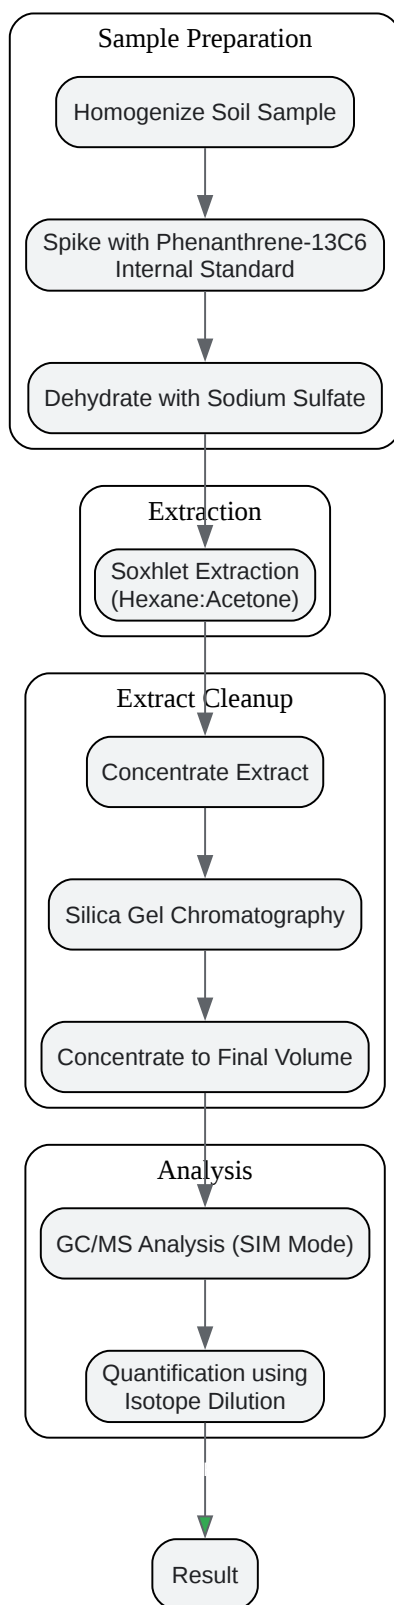 Sample Preparation
Homogenize Soil Sample
Spike with Phenanthrene-13C6
Internal Standard
Dehydrate with Sodium Sulfate
Extraction
Soxhlet Extraction
(Hexane:Acetone)
Extract Cleanup
Concentrate Extract
Silica Gel Chromatography
Concentrate to Final Volume
Analysis
GC/MS Analysis (SIM Mode)
Quantification using
Isotope Dilution
Result